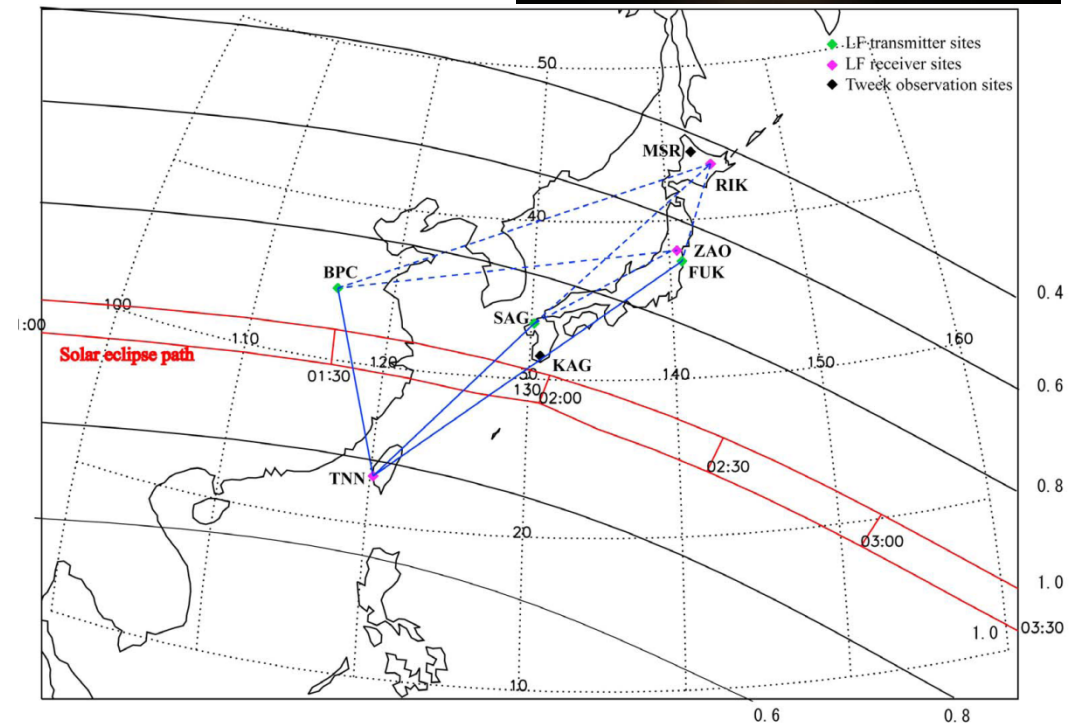 50
LF transmitter sites
LF receiver sites
Tweek observation sites
MSR
RIK
40
ZAO
FUK
BPC
0.4
100
SAG
:00
110
160
Solar eclipse path
120
KAG
150
01:30
30
140
0.6
130
02:00
02:30
TNN
0.8
20
03:00
1.0
1.0
03:30
10
0.6
0.8